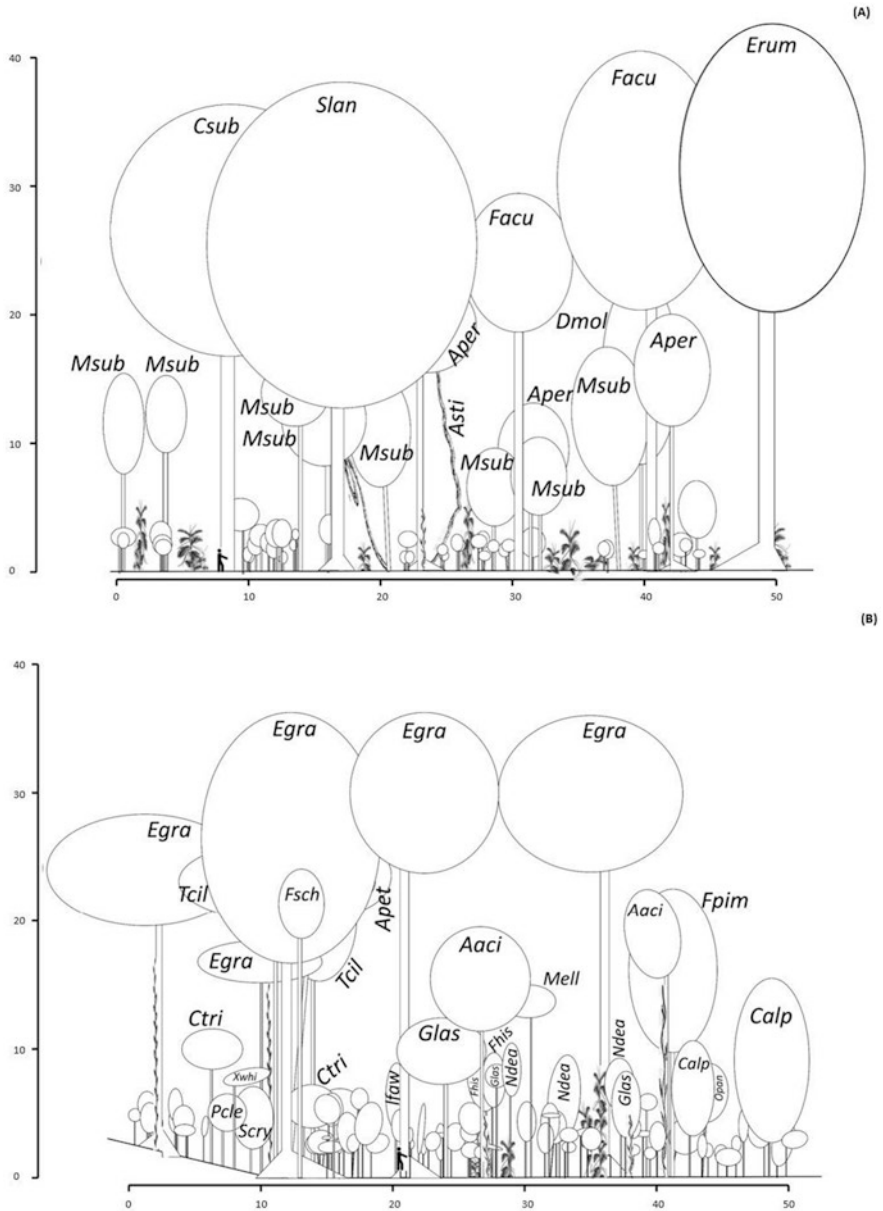 (A)
40
Erum
Facu
Slan
Csub
30
Facu
20
Dmol
Aper
Aper
Msub
Msub
Aper
Msub
Msub
Asti
Msub
Msub
Msub
10
Msub
0
0
10
20
30
40
50
(B)
40
Egra
Egra
Egra
30
Egra
Tcil
Fsch
Apet
Aaci
Fpim
20
Egra
Tcil
Aaci
Mell
Ctri
Glas
Fhis
Calp
10
Xwhi
Ctri
Ifaw
Fhis
Glas
Ndea
Ndea
Ndea
Glas
Calp
Opan
Pcle
Scry
0
0
10
20
30
40
50